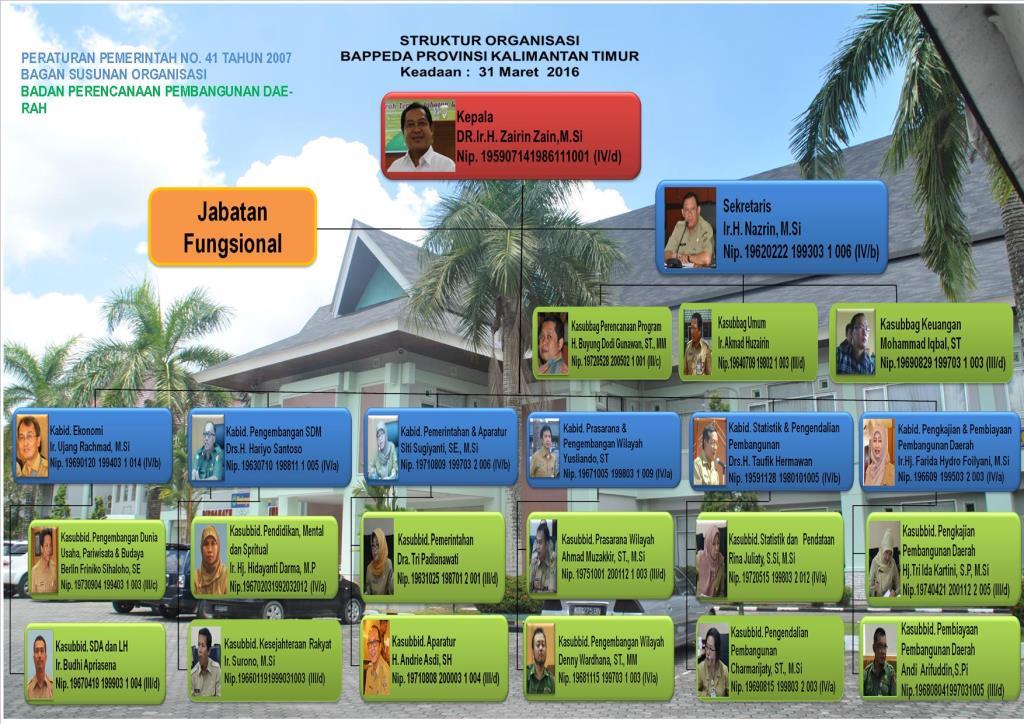 PERATURAN PEMERINTAH NO. 41 TAHUN 2007
BAGAN SUSUNAN ORGANISASI
BADAN PERENCANAAN PEMBANGUNAN DAE-
RAH
STRUKTUR ORGANISASI
BAPPEDA PROVINSI KALIMANTAN TIMUR
Keadaan : 31 Maret 2016
Kepala
DR.Ir.H. Zairin Zain,M.Si
Nip. 195907141986111001 (IV/d)
Jabatan
Fungsional
Sekretaris
Ir.H. Nazrin, M.Si
Nip. 19620222 199303 1 006 (IV/b)
Kasubbag Perencanaan Program
H. Buyung Dodi Gunawan, ST., MM
Nip. 19720528 200502 1 001 (III/c)
Kasubbag Umum
Ir. Akmad Huzairin
Nip. 19640709 19802 1 003 (III/d)
Kasubbag Keuangan
Mohammad Iqbal, ST
Nip. 19690829 199703 1 003 (III/d)
Kabid. Ekonomi
Ir. Ujang Rachmad, M.Si
Nip. 19690120 199403 1 014 (IV/b)
Kabid. Pengembangan SDM
Drs.H. Hariyo Santoso
Nip. 19630710 198811 1 005 (IV/a)
Kabid. Pemerintahan & Aparatur
Siti Sugiyanti, SE., M.Si
Nip. 19710809 199703 2 006 (IV/b)
Kabid. Prasarana &
Pengembangan Wilayah
Yusliando, ST
Nip. 19671005 199803 1 009 (IV/a)
Kabid. Statistik & Pengendalian
Pembangunan
Drs.H. Taufik Hermawan
Nip. 19591128 1980101005 (IV/b)
Kabid. Pengkajian & Pembiayaan
Pembangunan Daerah
Ir.Hj. Farida Hydro Foilyani, M.Si
Nip. 196609 199503 2 003 (IV/a)
Kasubbid. Pengembangan Dunia
Usaha, Pariwisata & Budaya
Berlin Friniko Sihaloho, SE
Nip. 19730904 199403 1 003 (III/c)
Kasubbid. Pendidikan, Mental
dan Spritual
Ir. Hj. Hidayanti Darma, M.P
Nip. 196702031992032012 (IV/a)
Kasubbid. Pemerintahan
Dra. Tri Padianawati
Nip. 19631025 198701 2 001 (III/d)
Kasubbid. Prasarana Wilayah
Ahmad Muzakkir, ST., M.Si
Nip. 19751001 200112 1 003 (III/d)
Kasubbid. Statistik dan Pendataan
Rina Juliaty, S.Si, M.Si
Nip. 19720515 199803 2 012 (IV/a)
Kasubbid. Pengkajian
Pembangunan Daerah
Hj,Tri Ida Kartini, S.P, M.Si
Nip.19740421 200112 2 005 (III/d)
Kasubbid. SDA dan LH
Ir. Budhi Apriasena
Nip. 19670419 199903 1 004 (III/d)
Kasubbid. Kesejahteraan Rakyat
Ir. Surono, M.Si
Nip. 196601191999031003 (III/d)
Kasubbid. Aparatur
H. Andrie Asdi, SH
Nip. 19710808 200003 1 004 (III/d)
Kasubbid. Pengembangan Wilayah
Denny Wardhana, ST., MM
Nip. 19681115 199703 1 003 (IV/a)
Kasubbid. Pengendalian
Pembangunan
Charmarijaty, ST., M.Si
Nip. 19690815 199803 2 003 (IV/a)
Kasubbid. Pembiayaan
Pembangunan Daerah
Andi Arifuddin,S.Pi
Nip.196808041997031005 (III/d)